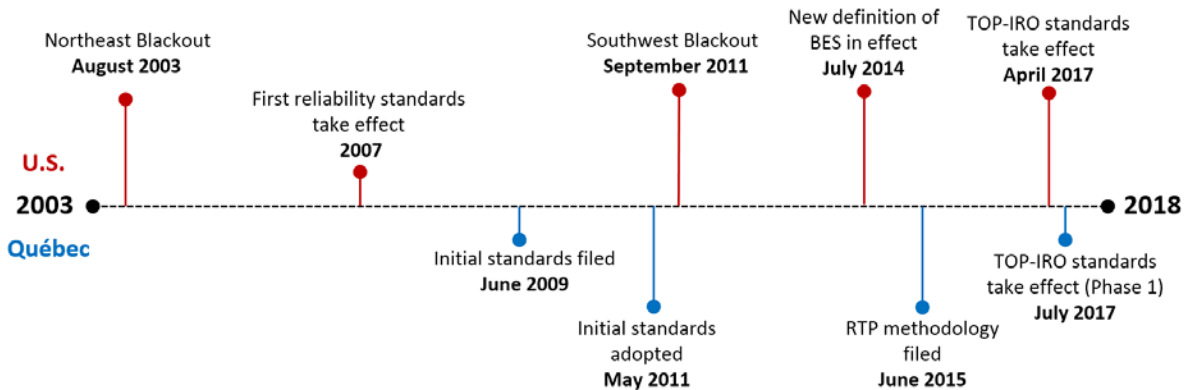 Northeast Blackout
August 2003
First reliability standards
take effect
2007
Southwest Blackout
September 2011
New definition of
BES in effect
July 2014
TOP-IRO standards
take effect
April 2017
U.S.
2003
2018
Québec
Initial standards filed
June 2009
Initial standards
adopted
May 2011
RTP methodology
filed
June 2015
TOP-IRO standards
take effect (Phase 1)
July 2017